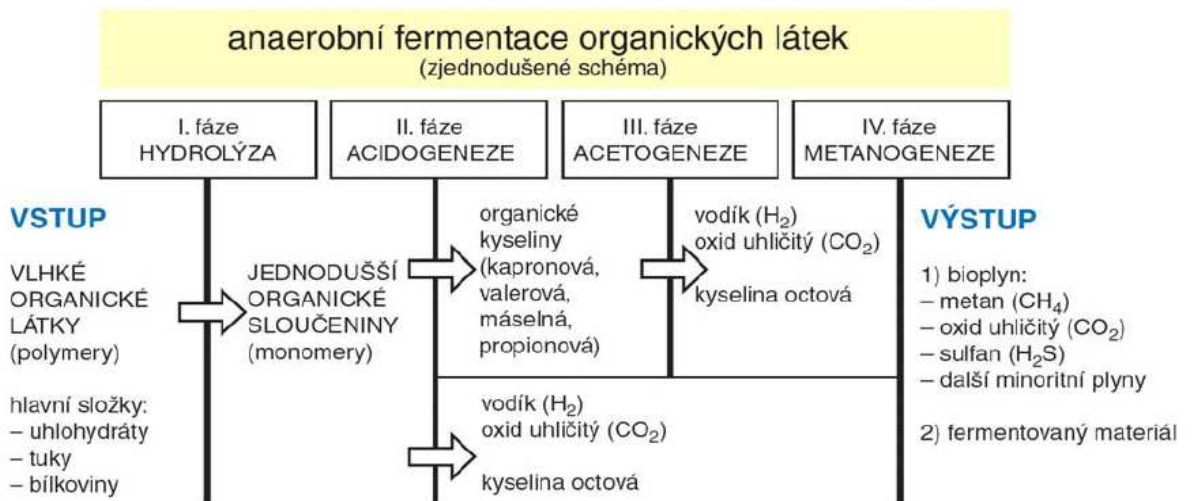 anaerobní fermentace organických látek
(zjednodušené schéma)
I. fáze
HYDROLÝZA
II. fáze
ACIDOGENEZE
III. fáze
ACETOGENEZE
IV. fáze
METANOGENEZE
VSTUP
VLHKÉ
ORGANICKÉ
LÁTKY
(polymery)
hlavní složky:
– uhlohydráty
– tuky
– bílkoviny
JEDNODUŠŠÍ
ORGANICKÉ
SLOUČENINY
(monomery)
organické
kyseliny
(kapronová,
valerová,
máselná,
propionová)
vodík (H₂)
oxid uhličitý (CO₂)
kyselina octová
vodík (H₂)
oxid uhličitý (CO₂)
kyselina octová
VÝSTUP
1) bioplyn:
– metan (CH₄)
– oxid uhličitý (CO₂)
– sulfan (H₂S)
– další minoritní plyny
2) fermentovaný materiál